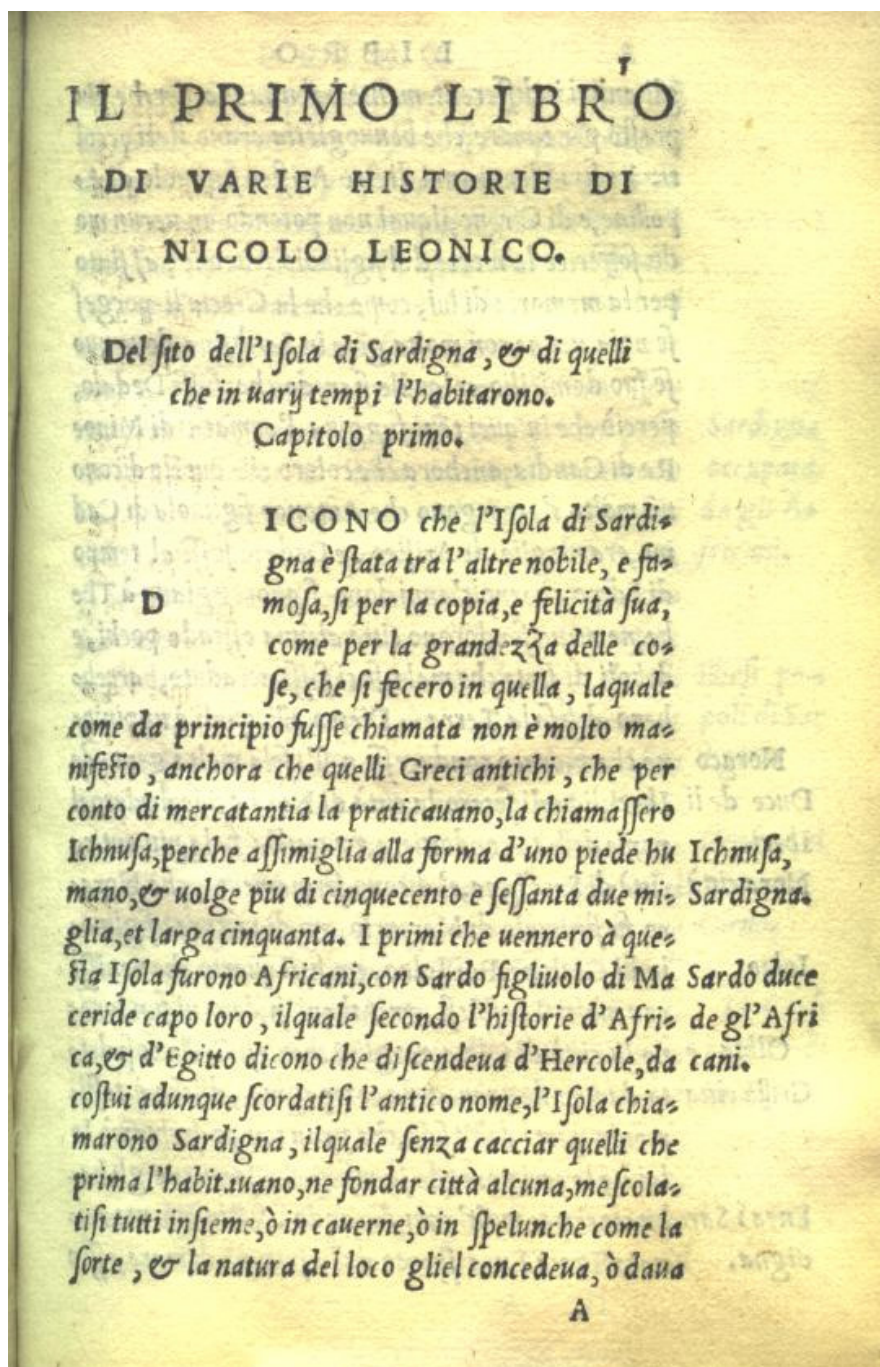 1
IL PRIMO LIBRO
DI VARIE HISTORIE DI
NICOLO LEONICO.
Del ſito dell'Iſola di Sardigna, & di quelli
che in uarij tempi l'habitarono.
Capitolo primo.
D
ICONO che l'Iſola di Sardi-
gna è ſtata tra l'altre nobile, e fa-
moſa, ſi per la copia, e felicità ſua,
come per la grandezza delle co-
ſe, che ſi fecero in quella, laquale
come da principio fuſſe chiamata non è molto ma-
nifeſto, anchora che quelli Greci antichi, che per
conto di mercatantia la praticauano, la chiamaſſero
Ichnuſa, perche aſſimiglia alla forma d'uno piede hu
mano, & uolge piu di cinquecento e ſeſſanta due mi-
glia, et larga cinquanta. I primi che uennero à que-
ſta Iſola furono Africani, con Sardo figliuolo di Ma
ceride capo loro, ilquale ſecondo l'hiſtorie d'Afri-
ca, & d'Egitto dicono che diſcendeua d'Hercole, da
coſtui adunque ſcordatiſi l'antico nome, l'Iſola chia-
marono Sardigna, ilquale ſenza cacciar quelli che
prima l'habitauano, ne fondar città alcuna, meſcola-
tiſi tutti inſieme, ò in cauerne, ò in ſpelunche come la
ſorte, & la natura del loco gliel concedeua, ò daua
Ichnuſa,
Sardigna.
Sardo duce
de gl'Afri
cani.
A